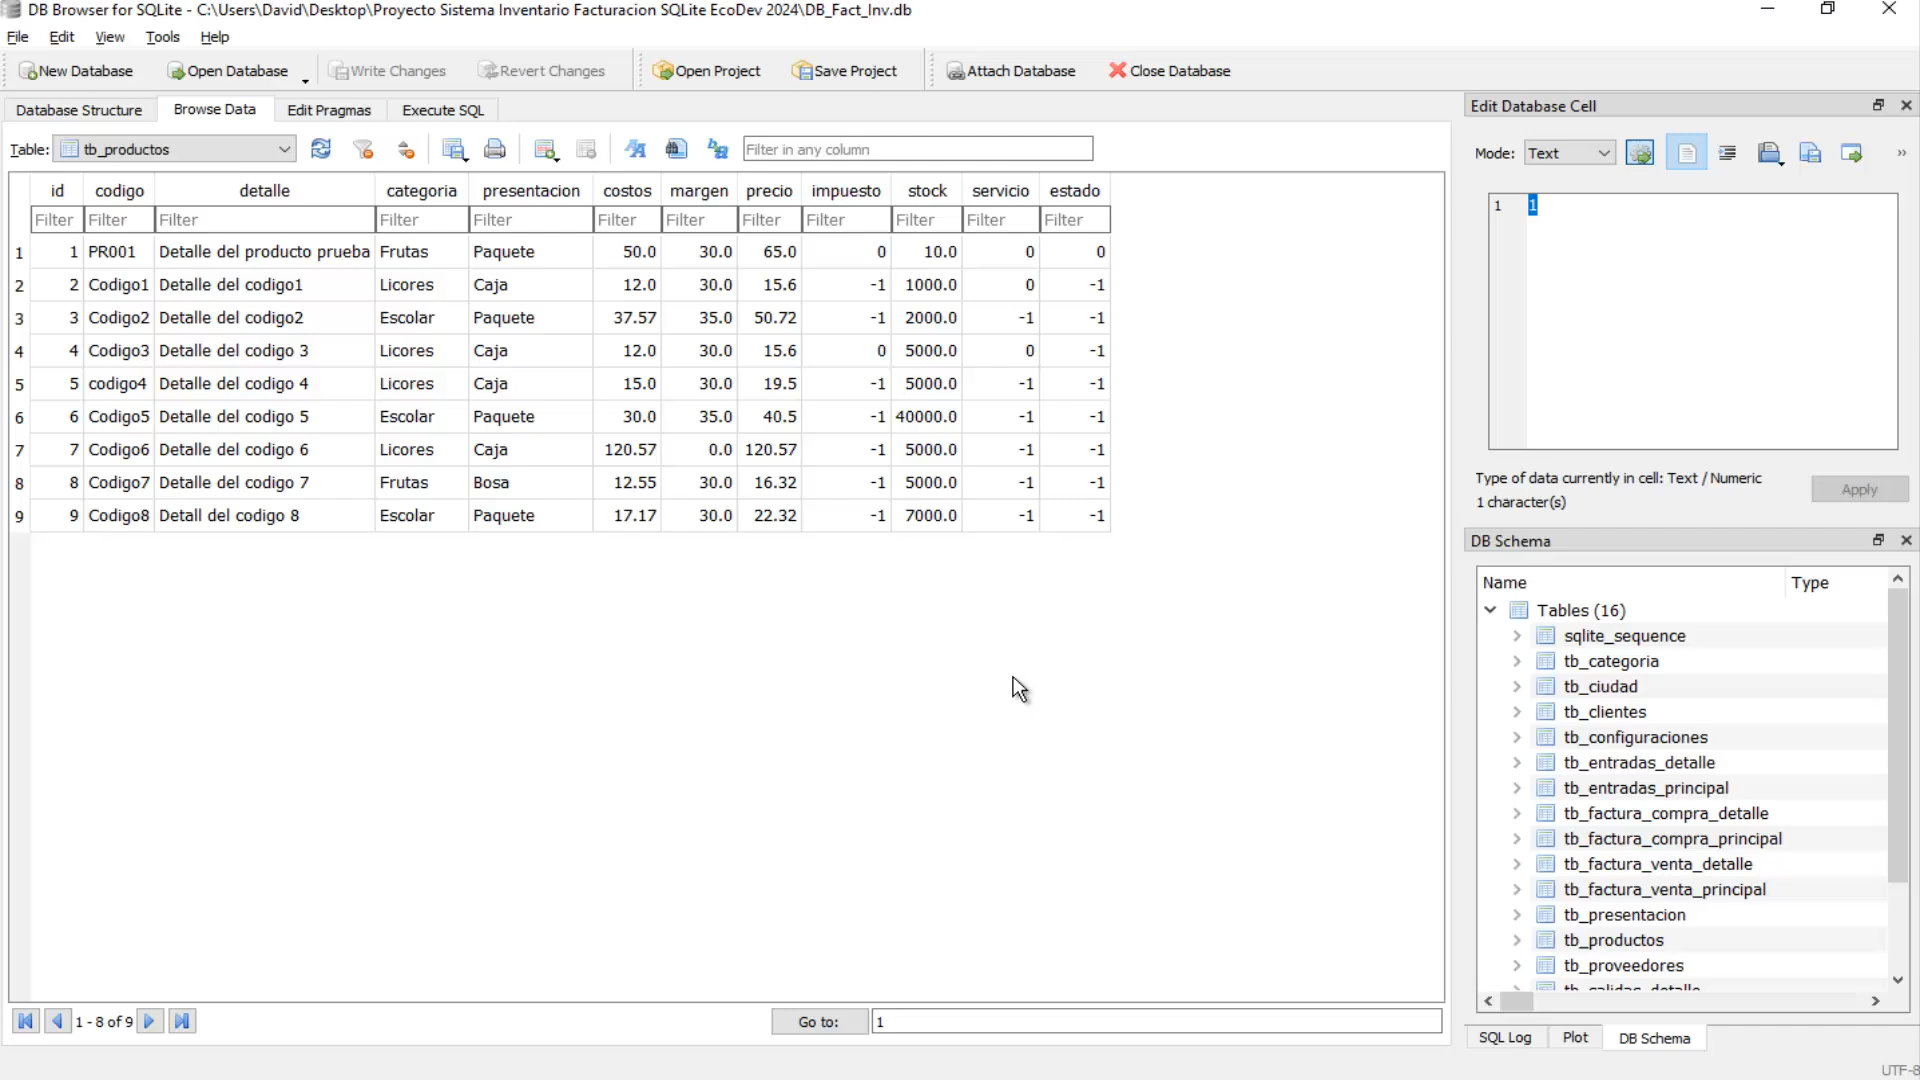 DB Browser for SQLite - C:\Users\David\Desktop\Proyecto Sistema Inventario Facturacion SQLite EcoDev 2024\DB_Fact_Inv.db
File Edit View Tools Help
New Database Open Database Write Changes Revert Changes Open Project Save Project Attach Database Close Database
Database Structure Browse Data Edit Pragmas Execute SQL
Table: tb_productos Filter in any column
id codigo detalle categoria presentacion costos margen precio impuesto stock servicio estado
Filter Filter Filter Filter Filter Filter Filter Filter Filter Filter Filter Filter
1 1 PR001 Detalle del producto prueba Frutas Paquete 50.0 30.0 65.0 0 10.0 0 0
2 2 Codigo1 Detalle del codigo1 Licores Caja 12.0 30.0 15.6 -1 1000.0 0 -1
3 3 Codigo2 Detalle del codigo2 Escolar Paquete 37.57 35.0 50.72 -1 2000.0 -1 -1
4 4 Codigo3 Detalle del codigo 3 Licores Caja 12.0 30.0 15.6 0 5000.0 0 -1
5 5 codigo4 Detalle del codigo 4 Licores Caja 15.0 30.0 19.5 -1 5000.0 -1 -1
6 6 Codigo5 Detalle del codigo 5 Escolar Paquete 30.0 35.0 40.5 -1 40000.0 -1 -1
7 7 Codigo6 Detalle del codigo 6 Licores Caja 120.57 0.0 120.57 -1 5000.0 -1 -1
8 8 Codigo7 Detalle del codigo 7 Frutas Bosa 12.55 30.0 16.32 -1 5000.0 -1 -1
9 9 Codigo8 Detall del codigo 8 Escolar Paquete 17.17 30.0 22.32 -1 7000.0 -1 -1
1 - 8 of 9 Go to: 1
Edit Database Cell
Mode: Text
1 1
Type of data currently in cell: Text / Numeric
1 character(s)
Apply
DB Schema
Name Type
Tables (16)
sqlite_sequence
tb_categoria
tb_ciudad
tb_clientes
tb_configuraciones
tb_entradas_detalle
tb_entradas_principal
tb_factura_compra_detalle
tb_factura_compra_principal
tb_factura_venta_detalle
tb_factura_venta_principal
tb_presentacion
tb_productos
tb_proveedores
tb_salidas_detalle
SQL Log Plot DB Schema
UTF-8